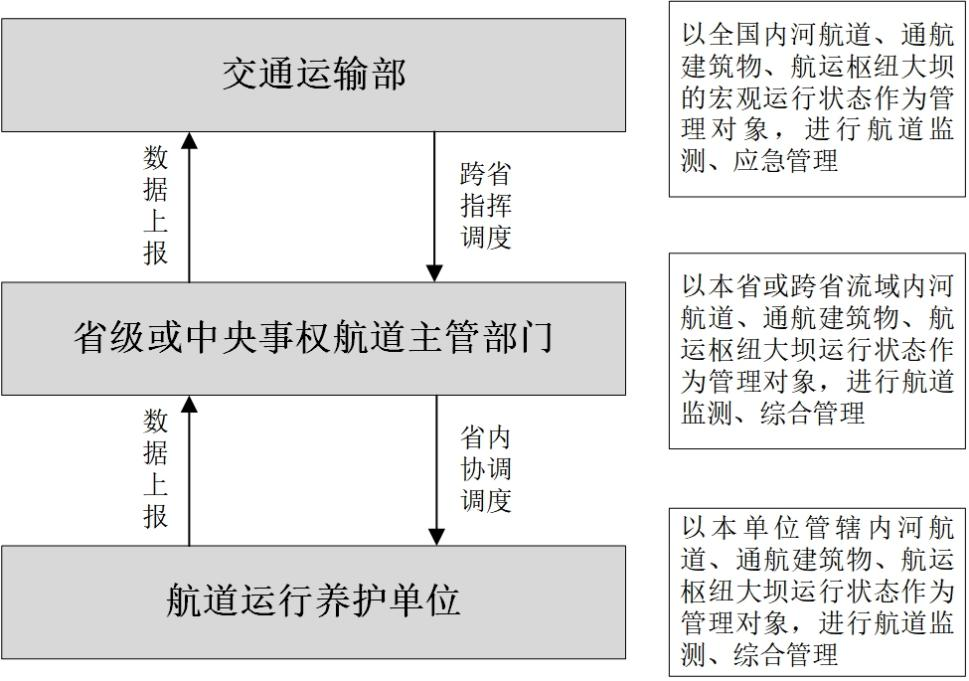 交通运输部
以全国内河航道、通航
建筑物、航运枢纽大坝
的宏观运行状态作为管
理对象，进行航道监
测、应急管理
数
据
上
报
跨省
指挥
调度
省级或中央事权航道主管部门
以本省或跨省流域内河
航道、通航建筑物、航
运枢纽大坝运行状态作
为管理对象，进行航道
监测、综合管理
数
据
上
报
省内
协调
调度
航道运行养护单位
以本单位管辖内河航
道、通航建筑物、航运
枢纽大坝运行状态作为
管理对象，进行航道监
测、综合管理